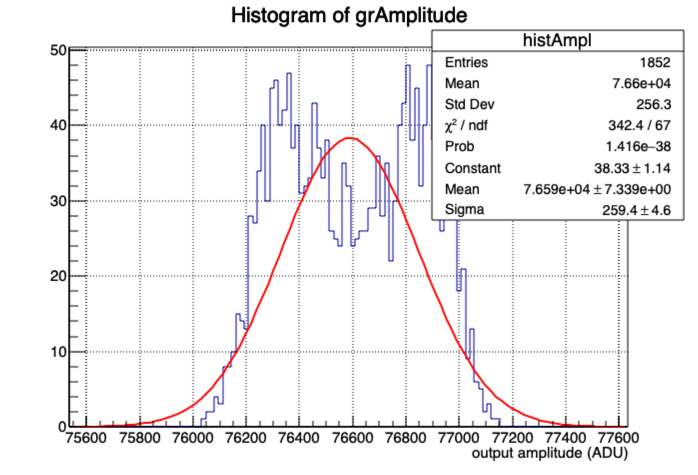 Histogram of grAmplitude
histAmpl
Entries 1852
Mean 7.66e+04
Std Dev 256.3
χ² / ndf 342.4 / 67
Prob 1.416e−38
Constant 38.33 ± 1.14
Mean 7.659e+04 ± 7.339e+00
Sigma 259.4 ± 4.6
50
40
30
20
10
0
75600 75800 76000 76200 76400 76600 76800 77000 77200 77400 77600
output amplitude (ADU)